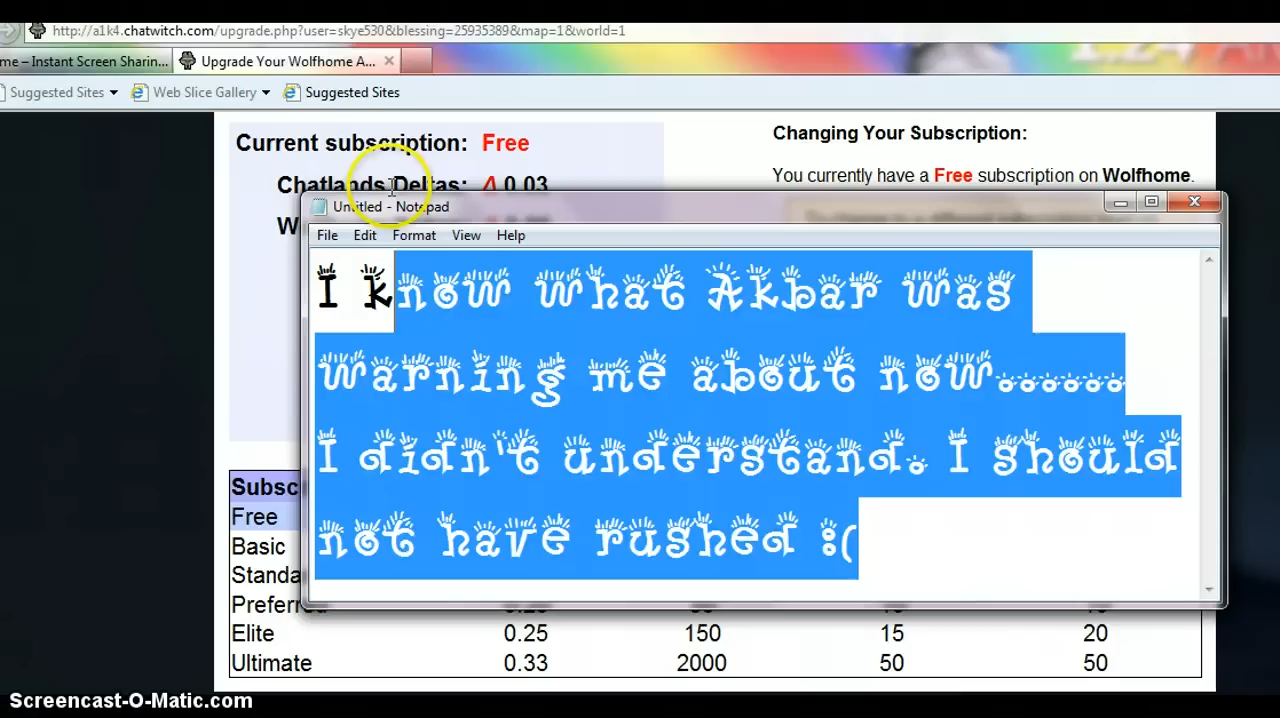 http://a1k4.chatwitch.com/upgrade.php?user=skye530&blessing=25935389&map=1&world=1
me – Instant Screen Sharin...
Upgrade Your Wolfhome A...
Suggested Sites
Web Slice Gallery
Suggested Sites
Current subscription: Free
Chatlands Deltas: Δ 0.03
Changing Your Subscription:
You currently have a Free subscription on Wolfhome.
Untitled - Notepad
File Edit Format View Help
I know what Akbar was
warning me about now......
I didn't understand. I should
not have rushed :(
Subsc
Free
Basic
Standa
Preferred
Elite 0.25 150 15 20
Ultimate 0.33 2000 50 50
Screencast-O-Matic.com